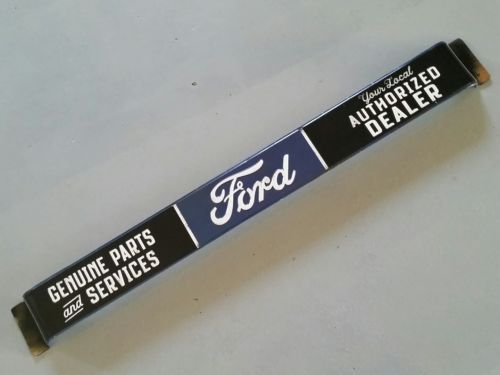 GENUINE PARTS
and SERVICES
Ford
Your Local
AUTHORIZED
DEALER